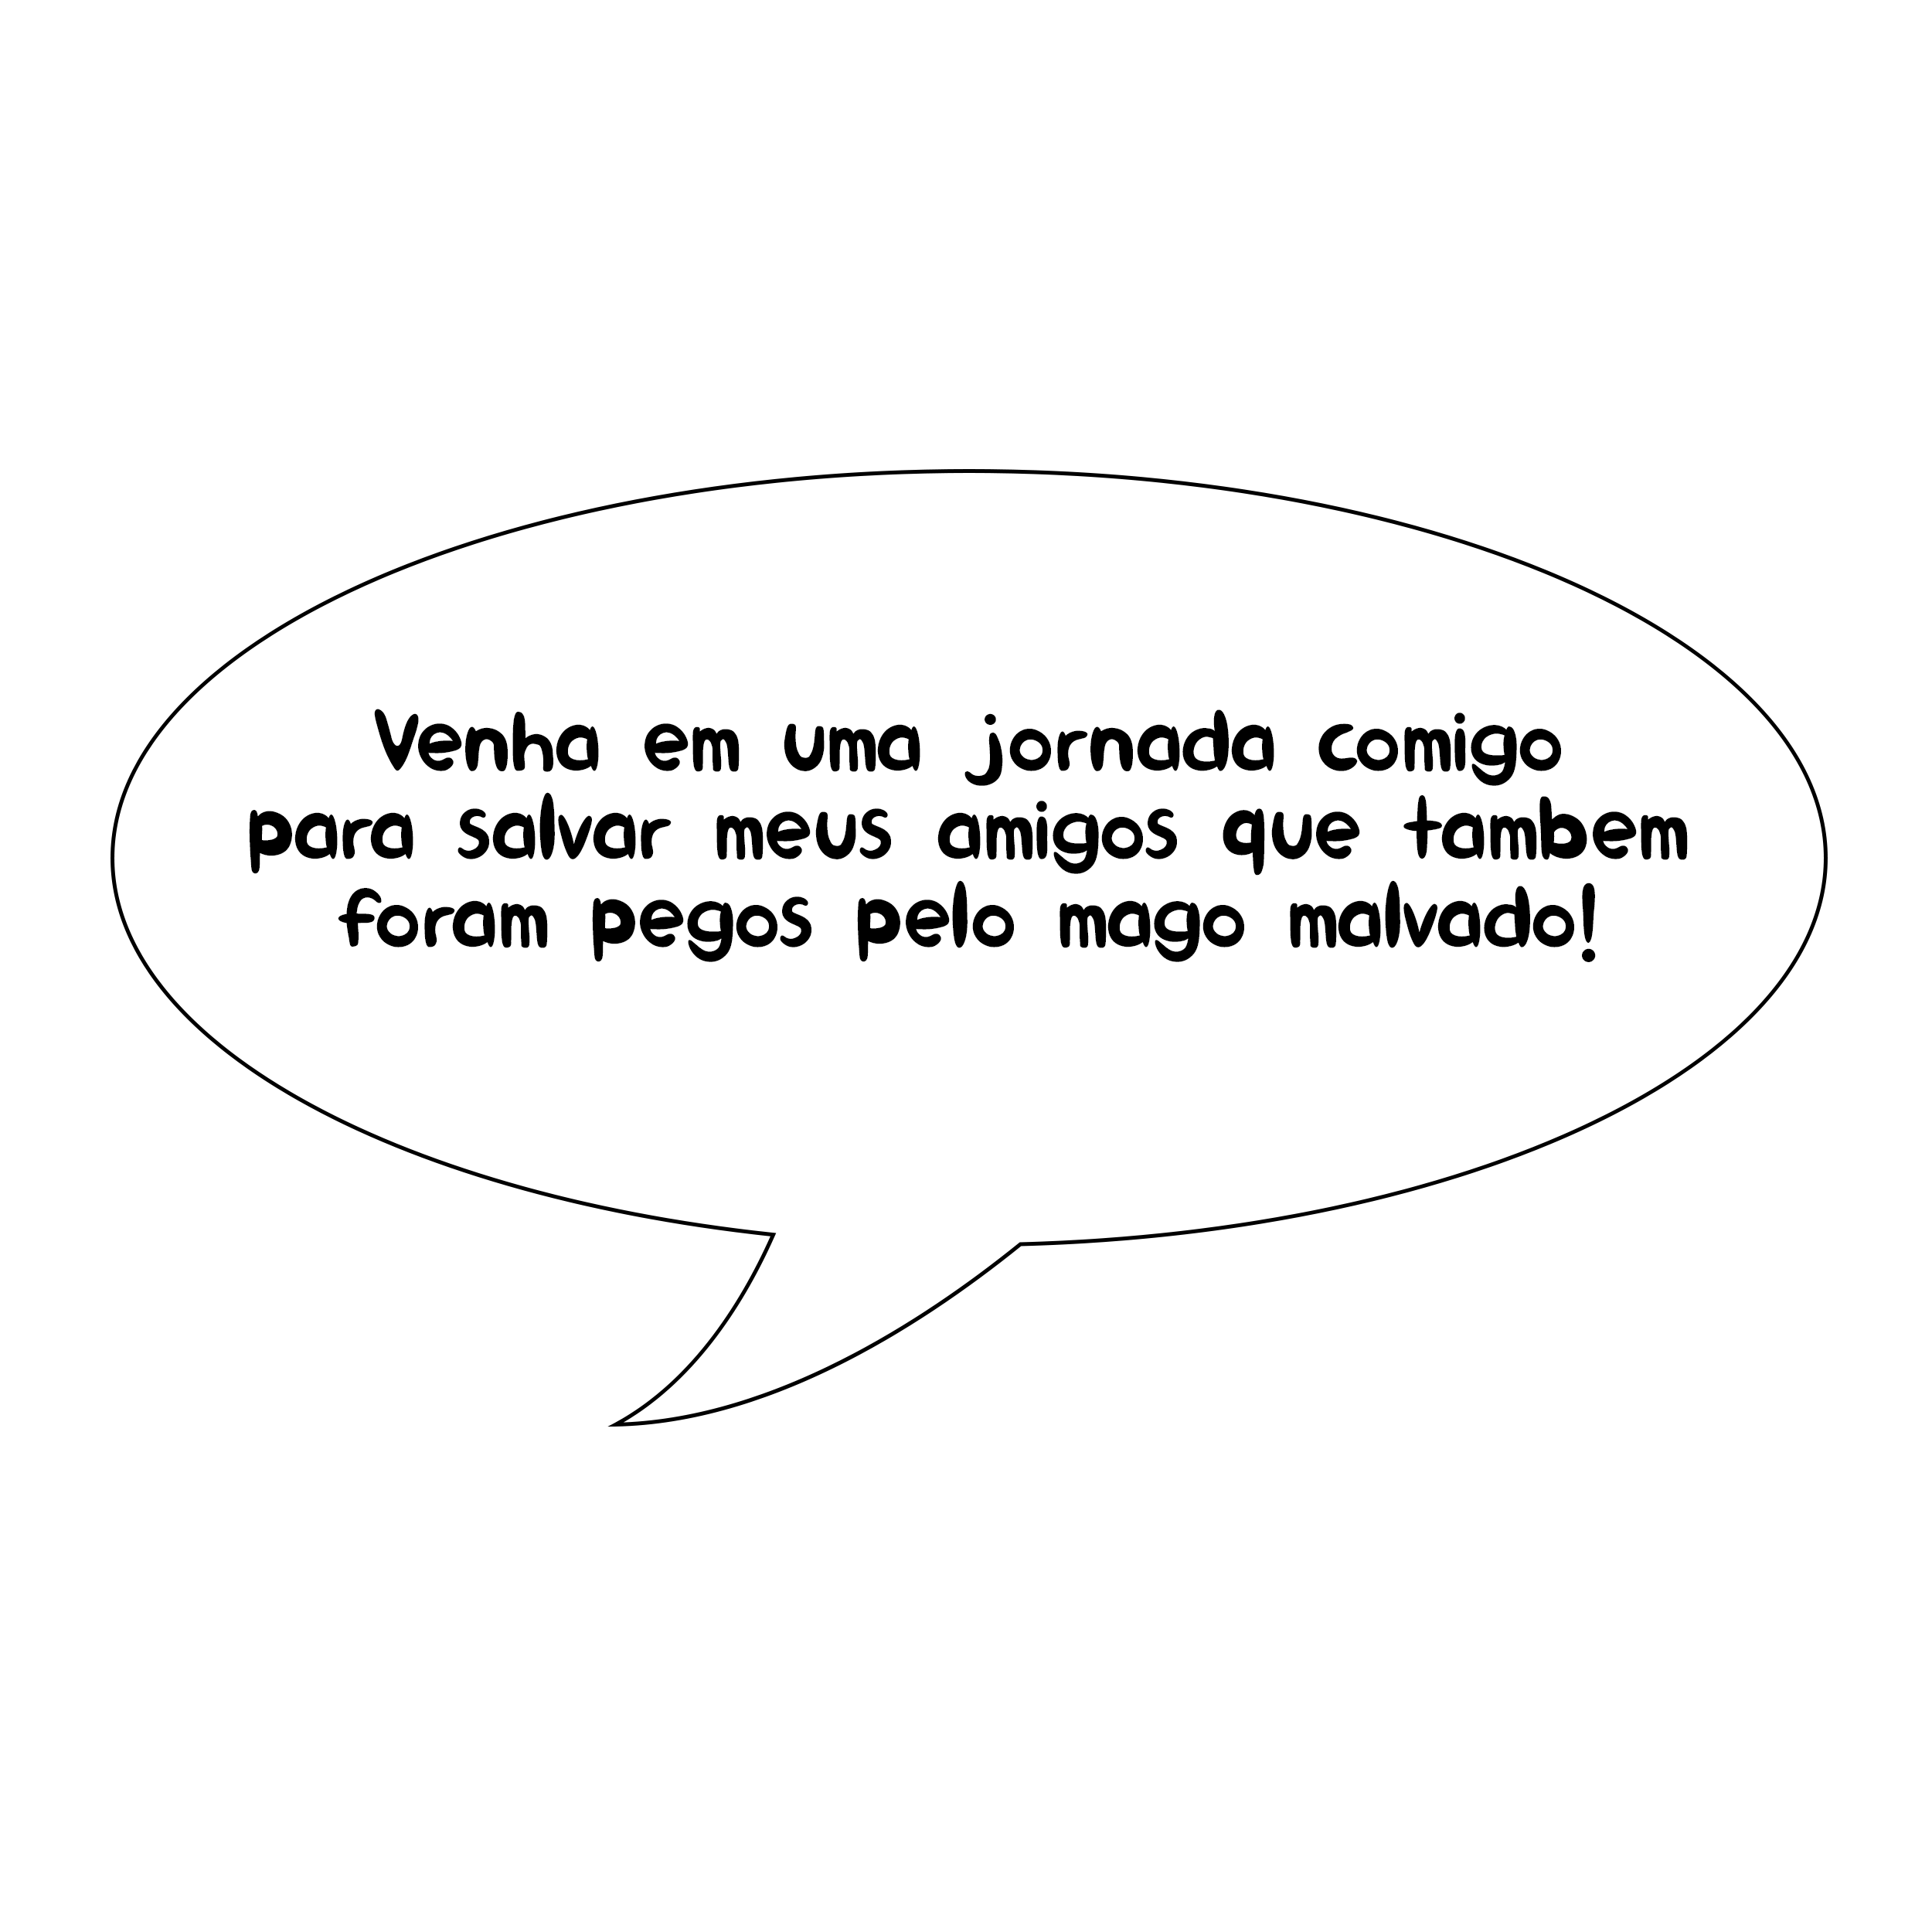 Venha em uma jornada comigo
para salvar meus amigos que tambem
foram pegos pelo mago malvado!